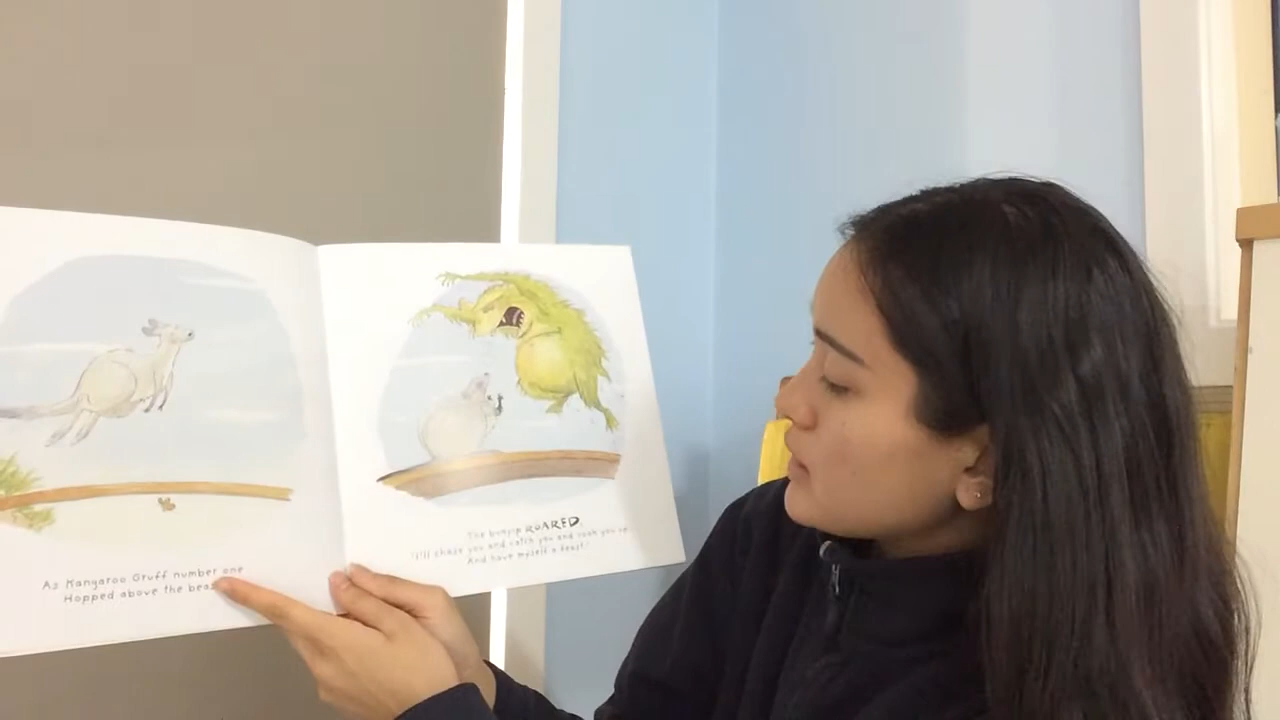 As Kangaroo Gruff number one
Hopped above the
The bunyip ROARED,
"I'll chase you and catch you and cook you up
And have myself a feast."